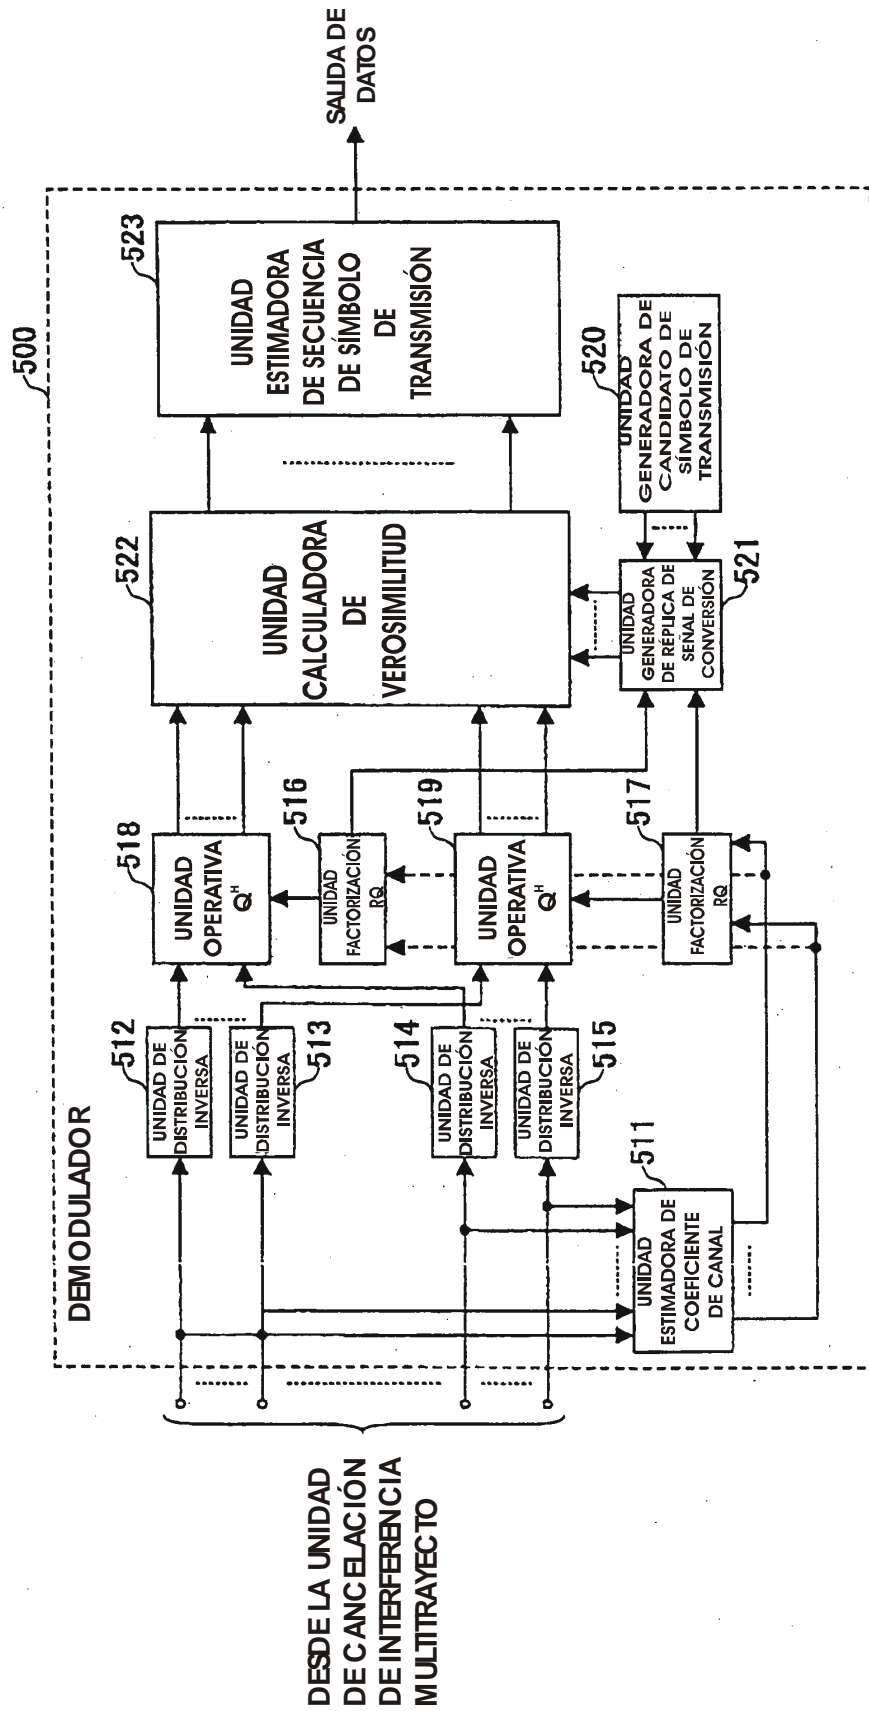 500
DEMODULADOR
DESDE LA UNIDAD
DE CANCELACIÓN
DE INTERFERENCIA
MULTITRAYECTO
512
UNIDAD DE
DISTRIBUCIÓN
INVERSA
513
UNIDAD DE
DISTRIBUCIÓN
INVERSA
514
UNIDAD DE
DISTRIBUCIÓN
INVERSA
515
UNIDAD DE
DISTRIBUCIÓN
INVERSA
511
UNIDAD
ESTIMADORA DE
COEFICIENTE
DE CANAL
518
UNIDAD
OPERATIVA
Q^H
516
UNIDAD
FACTORIZACIÓN
RQ
519
UNIDAD
OPERATIVA
Q^H
517
UNIDAD
FACTORIZACIÓN
RQ
522
UNIDAD
CALCULADORA
DE
VEROSIMILITUD
521
UNIDAD
GENERADORA
DE RÉPLICA DE
SEÑAL DE
CONVERSIÓN
520
UNIDAD
GENERADORA DE
CANDIDATO DE
SÍMBOLO DE
TRANSMISIÓN
523
UNIDAD
ESTIMADORA
DE SECUENCIA
DE SÍMBOLO
DE
TRANSMISIÓN
SALIDA DE
DATOS